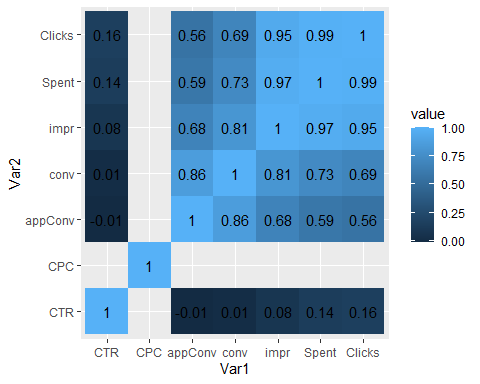 Var2
Clicks 0.16 0.56 0.69 0.95 0.99 1
Spent 0.14 0.59 0.73 0.97 1 0.99
impr 0.08 0.68 0.81 1 0.97 0.95
conv 0.01 0.86 1 0.81 0.73 0.69
appConv -0.01 1 0.86 0.68 0.59 0.56
CPC 1
CTR 1 -0.01 0.01 0.08 0.14 0.16
CTR CPC appConv conv impr Spent Clicks
Var1
value
1.00
0.75
0.50
0.25
0.00